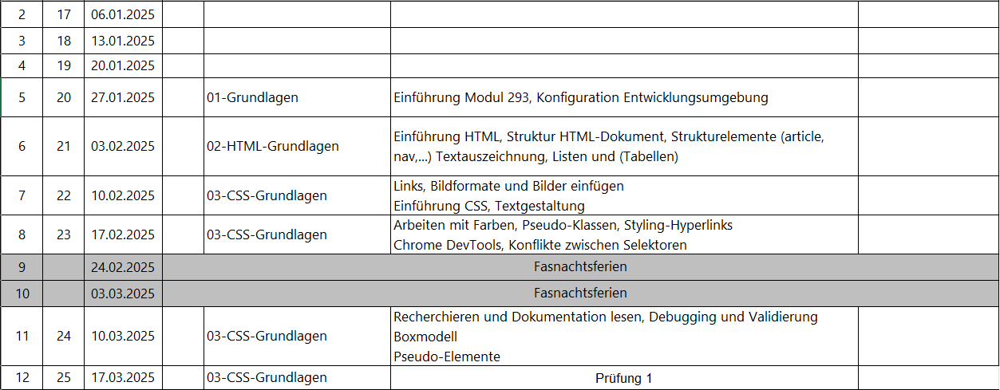 2 17 06.01.2025
3 18 13.01.2025
4 19 20.01.2025
5 20 27.01.2025 01-Grundlagen Einführung Modul 293, Konfiguration Entwicklungsumgebung
6 21 03.02.2025 02-HTML-Grundlagen Einführung HTML, Struktur HTML-Dokument, Strukturelemente (article,
nav,...) Textauszeichnung, Listen und (Tabellen)
7 22 10.02.2025 03-CSS-Grundlagen Links, Bildformate und Bilder einfügen
Einführung CSS, Textgestaltung
8 23 17.02.2025 03-CSS-Grundlagen Arbeiten mit Farben, Pseudo-Klassen, Styling-Hyperlinks
Chrome DevTools, Konflikte zwischen Selektoren
9 24.02.2025 Fasnachtsferien
10 03.03.2025 Fasnachtsferien
11 24 10.03.2025 03-CSS-Grundlagen Recherchieren und Dokumentation lesen, Debugging und Validierung
Boxmodell
Pseudo-Elemente
12 25 17.03.2025 03-CSS-Grundlagen Prüfung 1